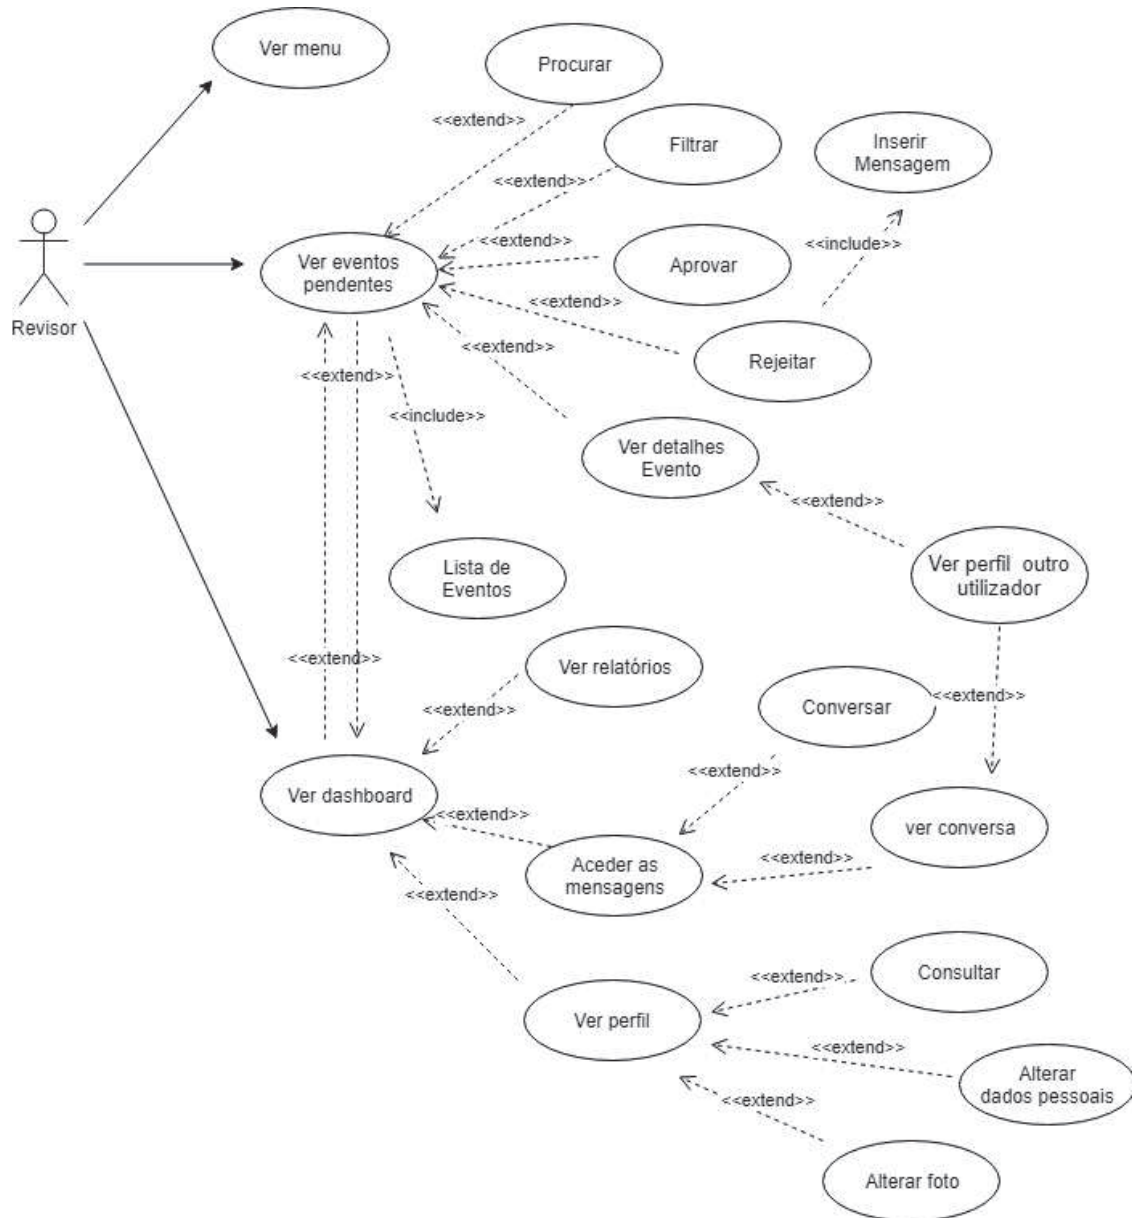 Ver menu
Procurar
<<extend>>
Filtrar
Inserir
Mensagem
<<extend>>
<<extend>>
<<include>>
Ver eventos
pendentes
Aprovar
<<extend>>
Revisor
<<extend>>
Rejeitar
<<extend>>
<<include>>
Ver detalhes
Evento
<<extend>>
Lista de
Eventos
Ver perfil outro
utilizador
<<extend>>
Ver relatórios
<<extend>>
<<extend>>
Conversar
<<extend>>
Ver dashboard
<<extend>>
ver conversa
<<extend>>
Aceder as
mensagens
<<extend>>
Consultar
<<extend>>
Ver perfil
<<extend>>
Alterar
dados pessoais
<<extend>>
Alterar foto